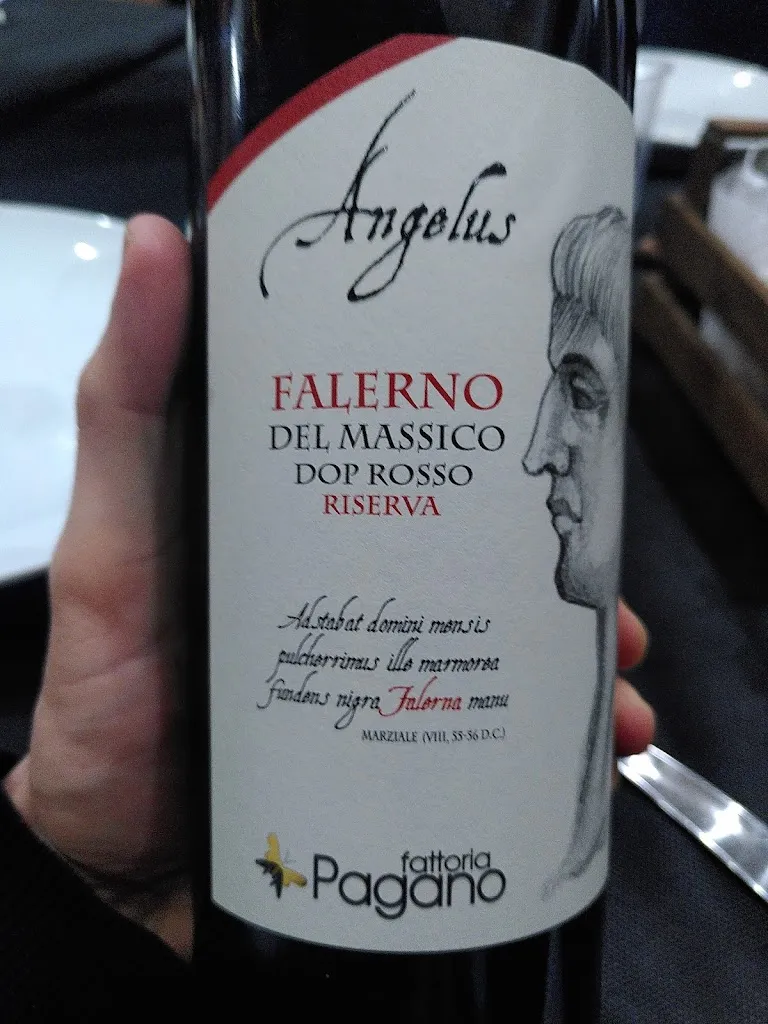 Angelus
FALERNO
DEL MASSICO
DOP ROSSO
RISERVA
Adstabat domini mensis
pulcherrimus ille marmorea
fundens nigra Falerna manu
MARZIALE (VIII, 55-56 D.C.)
fattoria
Pagano